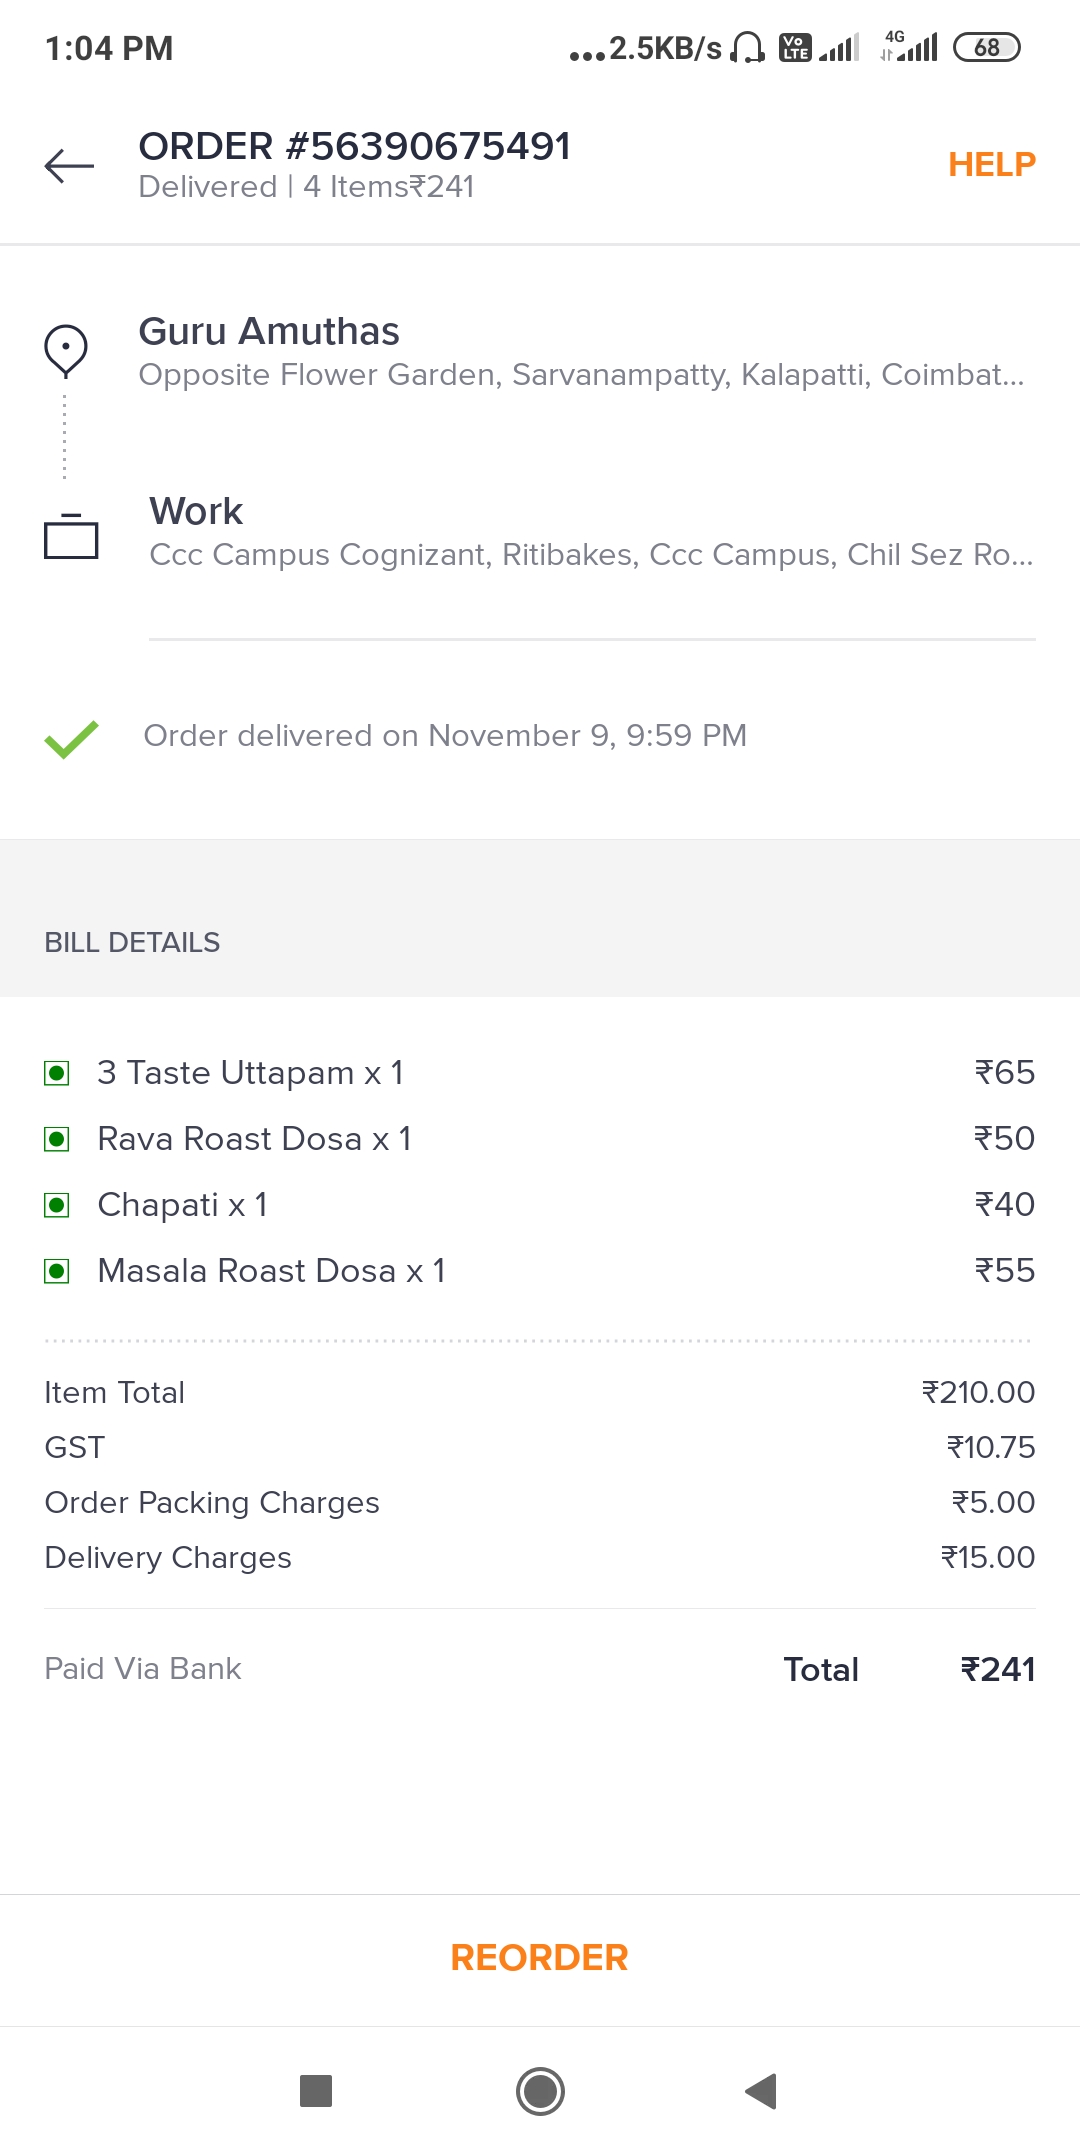 1:04 PM ...2.5KB/s Vo LTE 4G 68
ORDER #56390675491
Delivered | 4 Items₹241
HELP
Guru Amuthas
Opposite Flower Garden, Sarvanampatty, Kalapatti, Coimbat...
Work
Ccc Campus Cognizant, Ritibakes, Ccc Campus, Chil Sez Ro...
Order delivered on November 9, 9:59 PM
BILL DETAILS
3 Taste Uttapam x 1 ₹65
Rava Roast Dosa x 1 ₹50
Chapati x 1 ₹40
Masala Roast Dosa x 1 ₹55
Item Total ₹210.00
GST ₹10.75
Order Packing Charges ₹5.00
Delivery Charges ₹15.00
Paid Via Bank Total ₹241
REORDER